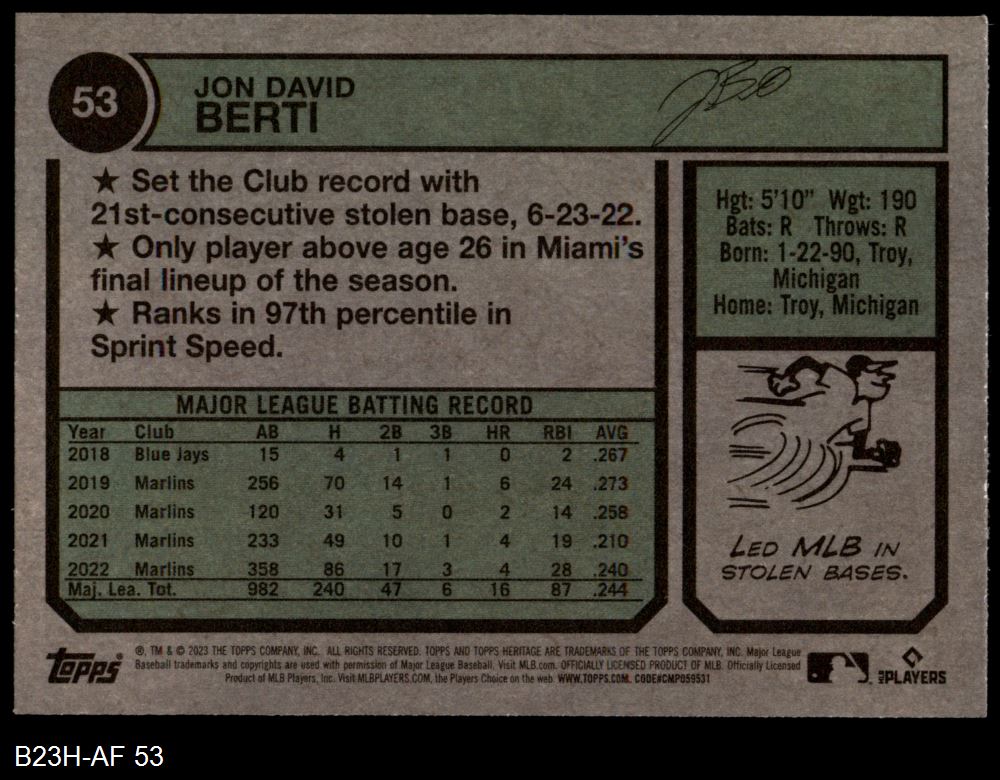 53
JON DAVID
BERTI
★ Set the Club record with
21st-consecutive stolen base, 6-23-22.
★ Only player above age 26 in Miami's
final lineup of the season.
★ Ranks in 97th percentile in
Sprint Speed.
Hgt: 5'10" Wgt: 190
Bats: R Throws: R
Born: 1-22-90, Troy,
Michigan
Home: Troy, Michigan
MAJOR LEAGUE BATTING RECORD
Year Club AB H 2B 3B HR RBI AVG
2018 Blue Jays 15 4 1 1 0 2 .267
2019 Marlins 256 70 14 1 6 24 .273
2020 Marlins 120 31 5 0 2 14 .258
2021 Marlins 233 49 10 1 4 19 .210
2022 Marlins 358 86 17 3 4 28 .240
Maj. Lea. Tot. 982 240 47 6 16 87 .244
LED MLB IN
STOLEN BASES.
TOPPS
®, TM & © 2023 THE TOPPS COMPANY, INC. ALL RIGHTS RESERVED. TOPPS AND TOPPS HERITAGE ARE TRADEMARKS OF THE TOPPS COMPANY, INC. Major League
Baseball trademarks and copyrights are used with permission of Major League Baseball. Visit MLB.com. OFFICIALLY LICENSED PRODUCT OF MLB. Officially Licensed
Product of MLB Players, Inc. Visit MLBPLAYERS.COM, the Players Choice on the web. WWW.TOPPS.COM. CODE#CMP059531
MLB PLAYERS
B23H-AF 53